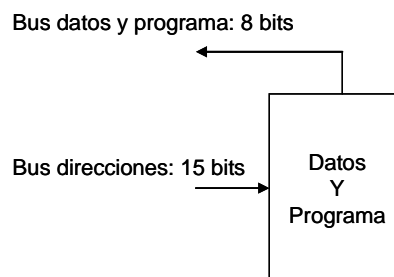 Bus datos y programa: 8 bits
Bus direcciones: 15 bits
Datos
Y
Programa